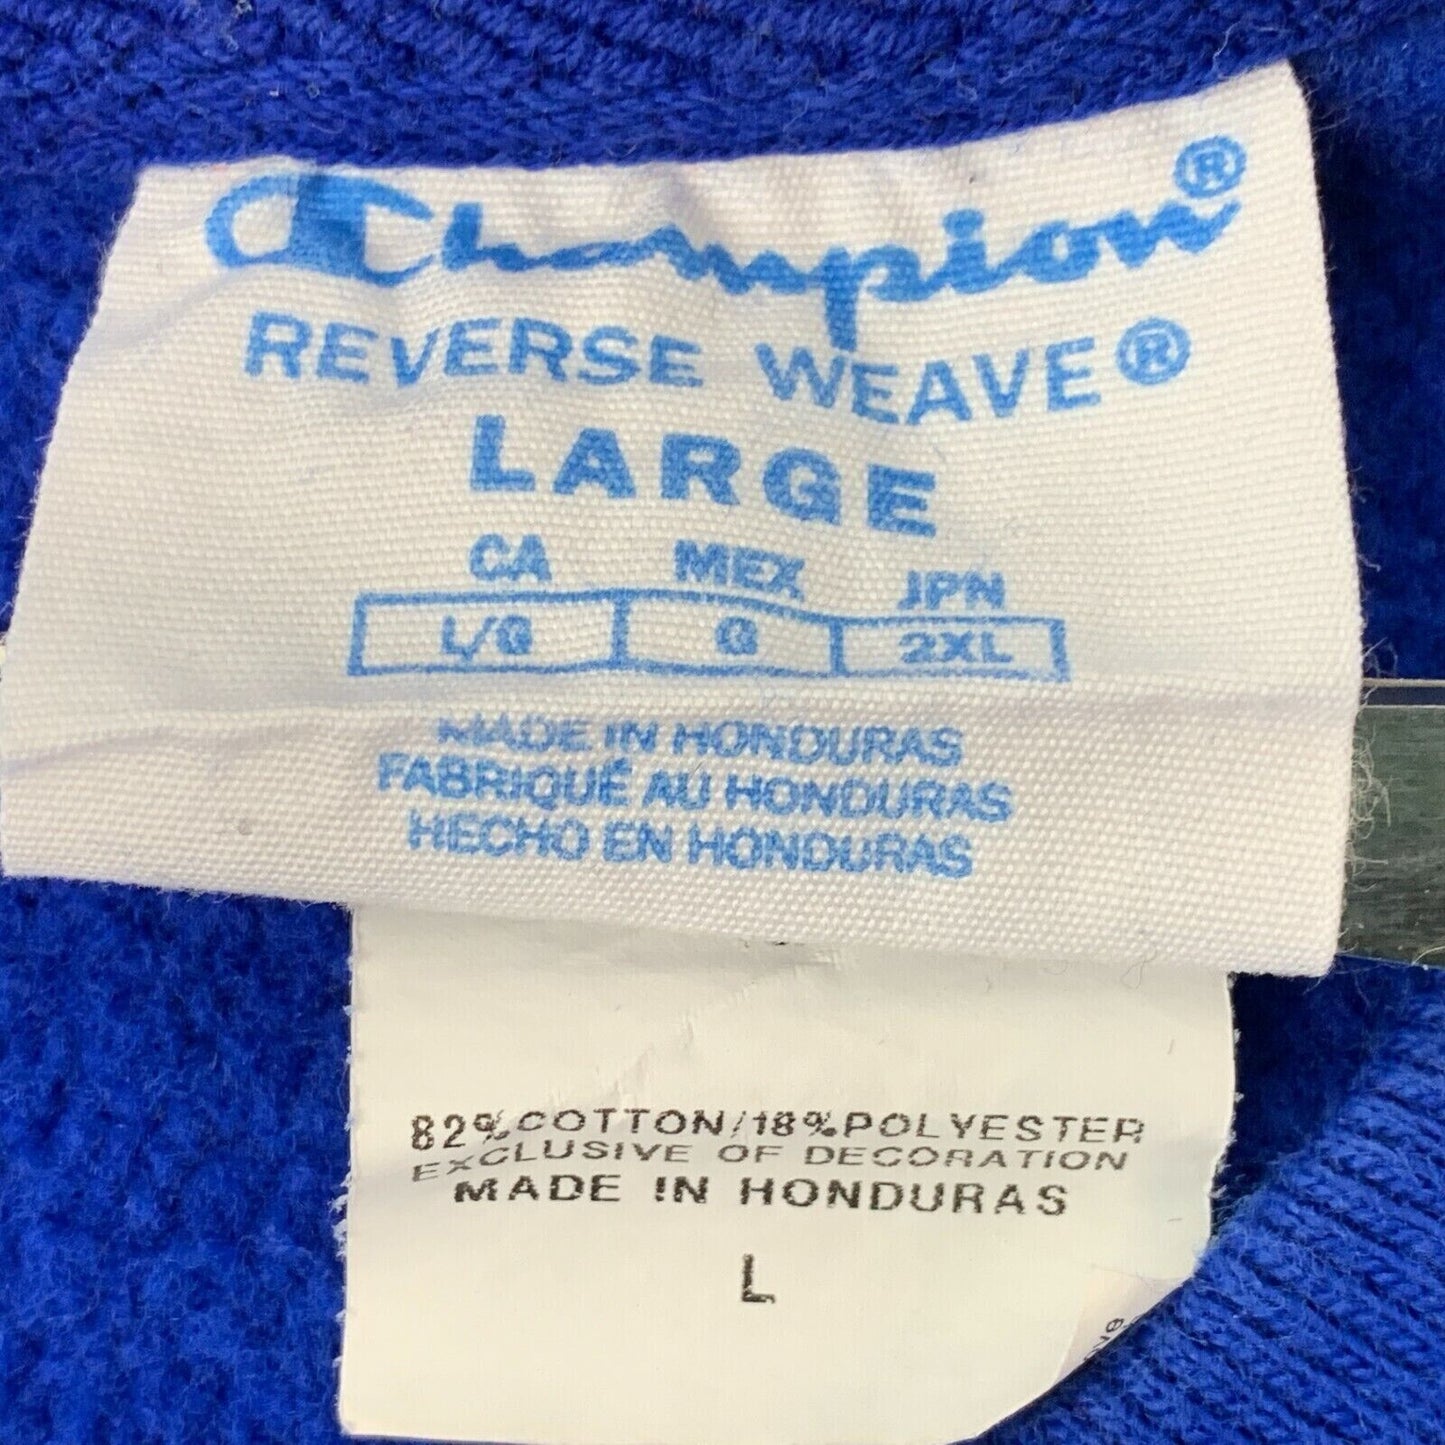 Champion®
REVERSE WEAVE®
LARGE
CA MEX JPN
L/G G 2XL
MADE IN HONDURAS
FABRIQUÉ AU HONDURAS
HECHO EN HONDURAS
82%COTTON/18%POLYESTER
EXCLUSIVE OF DECORATION
MADE IN HONDURAS
L